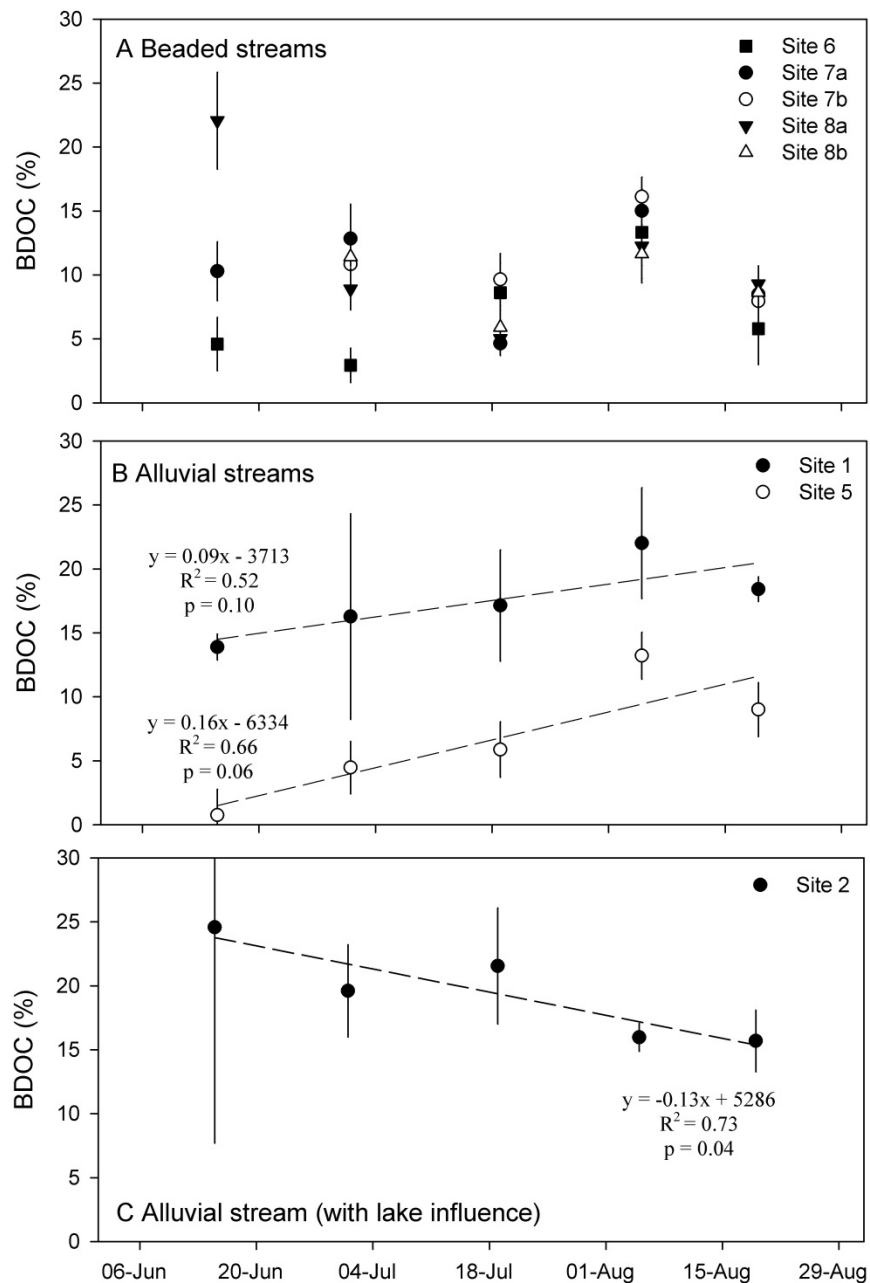 30
25
20
15
10
5
0
BDOC (%)
A Beaded streams
Site 6
Site 7a
Site 7b
Site 8a
Site 8b
30
25
20
15
10
5
0
BDOC (%)
B Alluvial streams
Site 1
Site 5
y = 0.09x - 3713
R² = 0.52
p = 0.10
y = 0.16x - 6334
R² = 0.66
p = 0.06
30
25
20
15
10
5
0
BDOC (%)
Site 2
y = -0.13x + 5286
R² = 0.73
p = 0.04
C Alluvial stream (with lake influence)
06-Jun 20-Jun 04-Jul 18-Jul 01-Aug 15-Aug 29-Aug